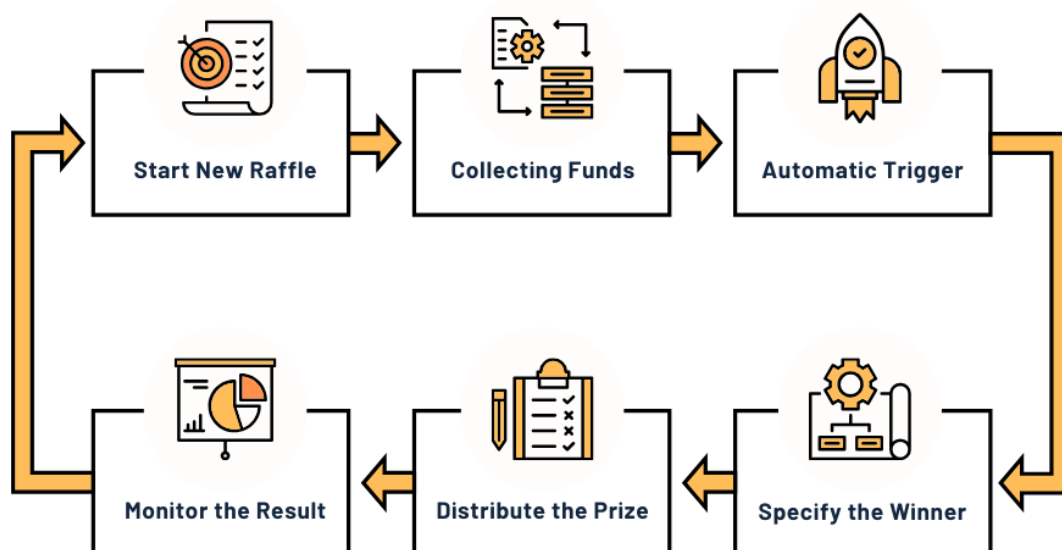 Start New Raffle
Collecting Funds
Automatic Trigger
Monitor the Result
Distribute the Prize
Specify the Winner